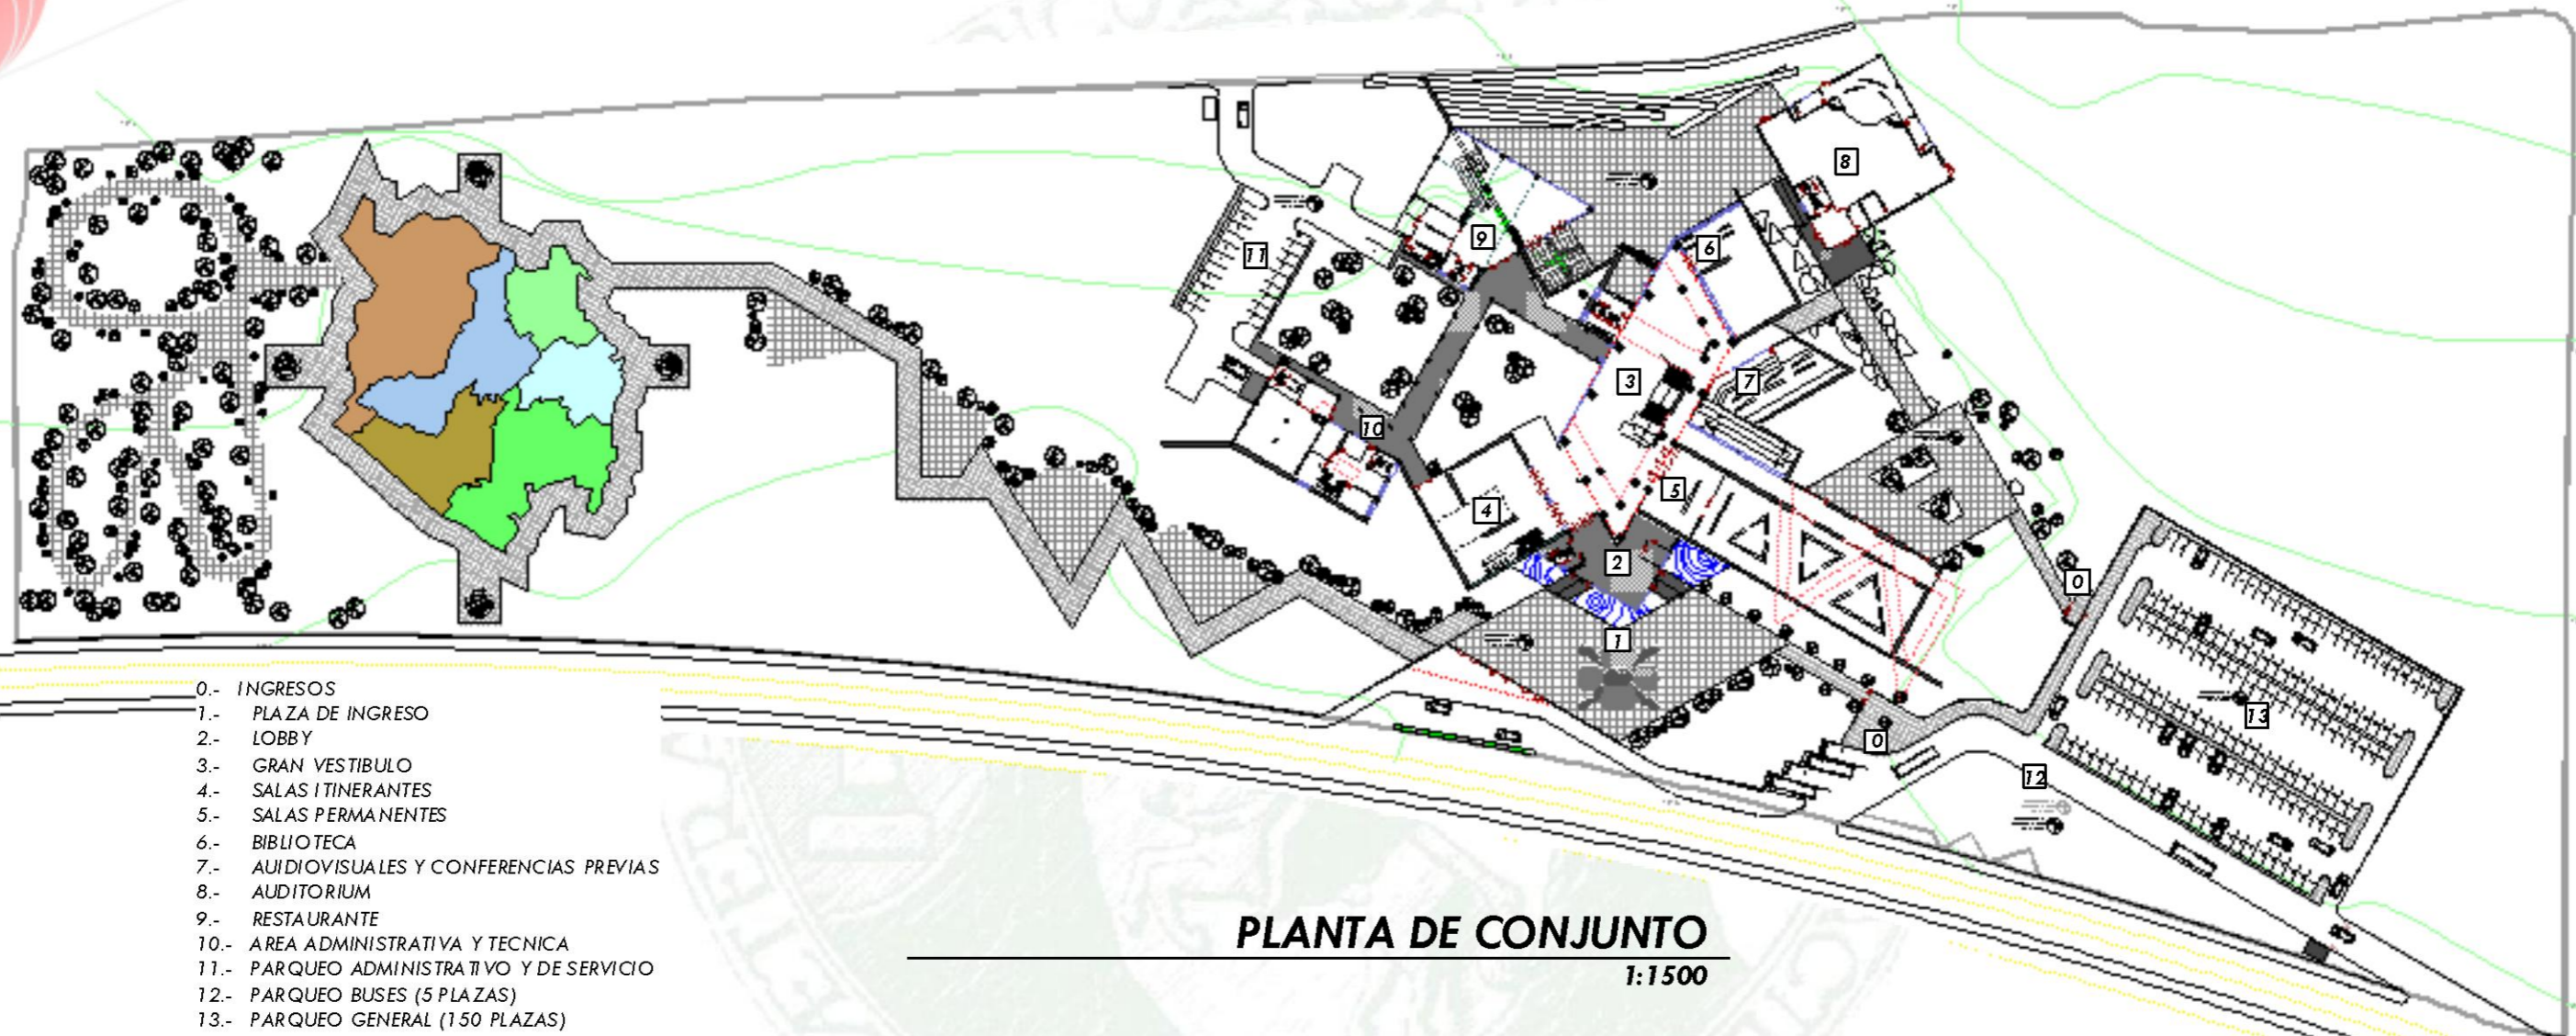 8
6
9
11
3
7
10
5
4
2
0
1
13
0
12
0.- INGRESOS
1.- PLAZA DE INGRESO
2.- LOBBY
3.- GRAN VESTIBULO
4.- SALAS ITINERANTES
5.- SALAS PERMANENTES
6.- BIBLIOTECA
7.- AUIDIOVISUALES Y CONFERENCIAS PREVIAS
8.- AUDITORIUM
9.- RESTAURANTE
10.- AREA ADMINISTRATIVA Y TECNICA
11.- PARQUEO ADMINISTRATIVO Y DE SERVICIO
12.- PARQUEO BUSES (5 PLAZAS)
13.- PARQUEO GENERAL (150 PLAZAS)
PLANTA DE CONJUNTO
1:1500